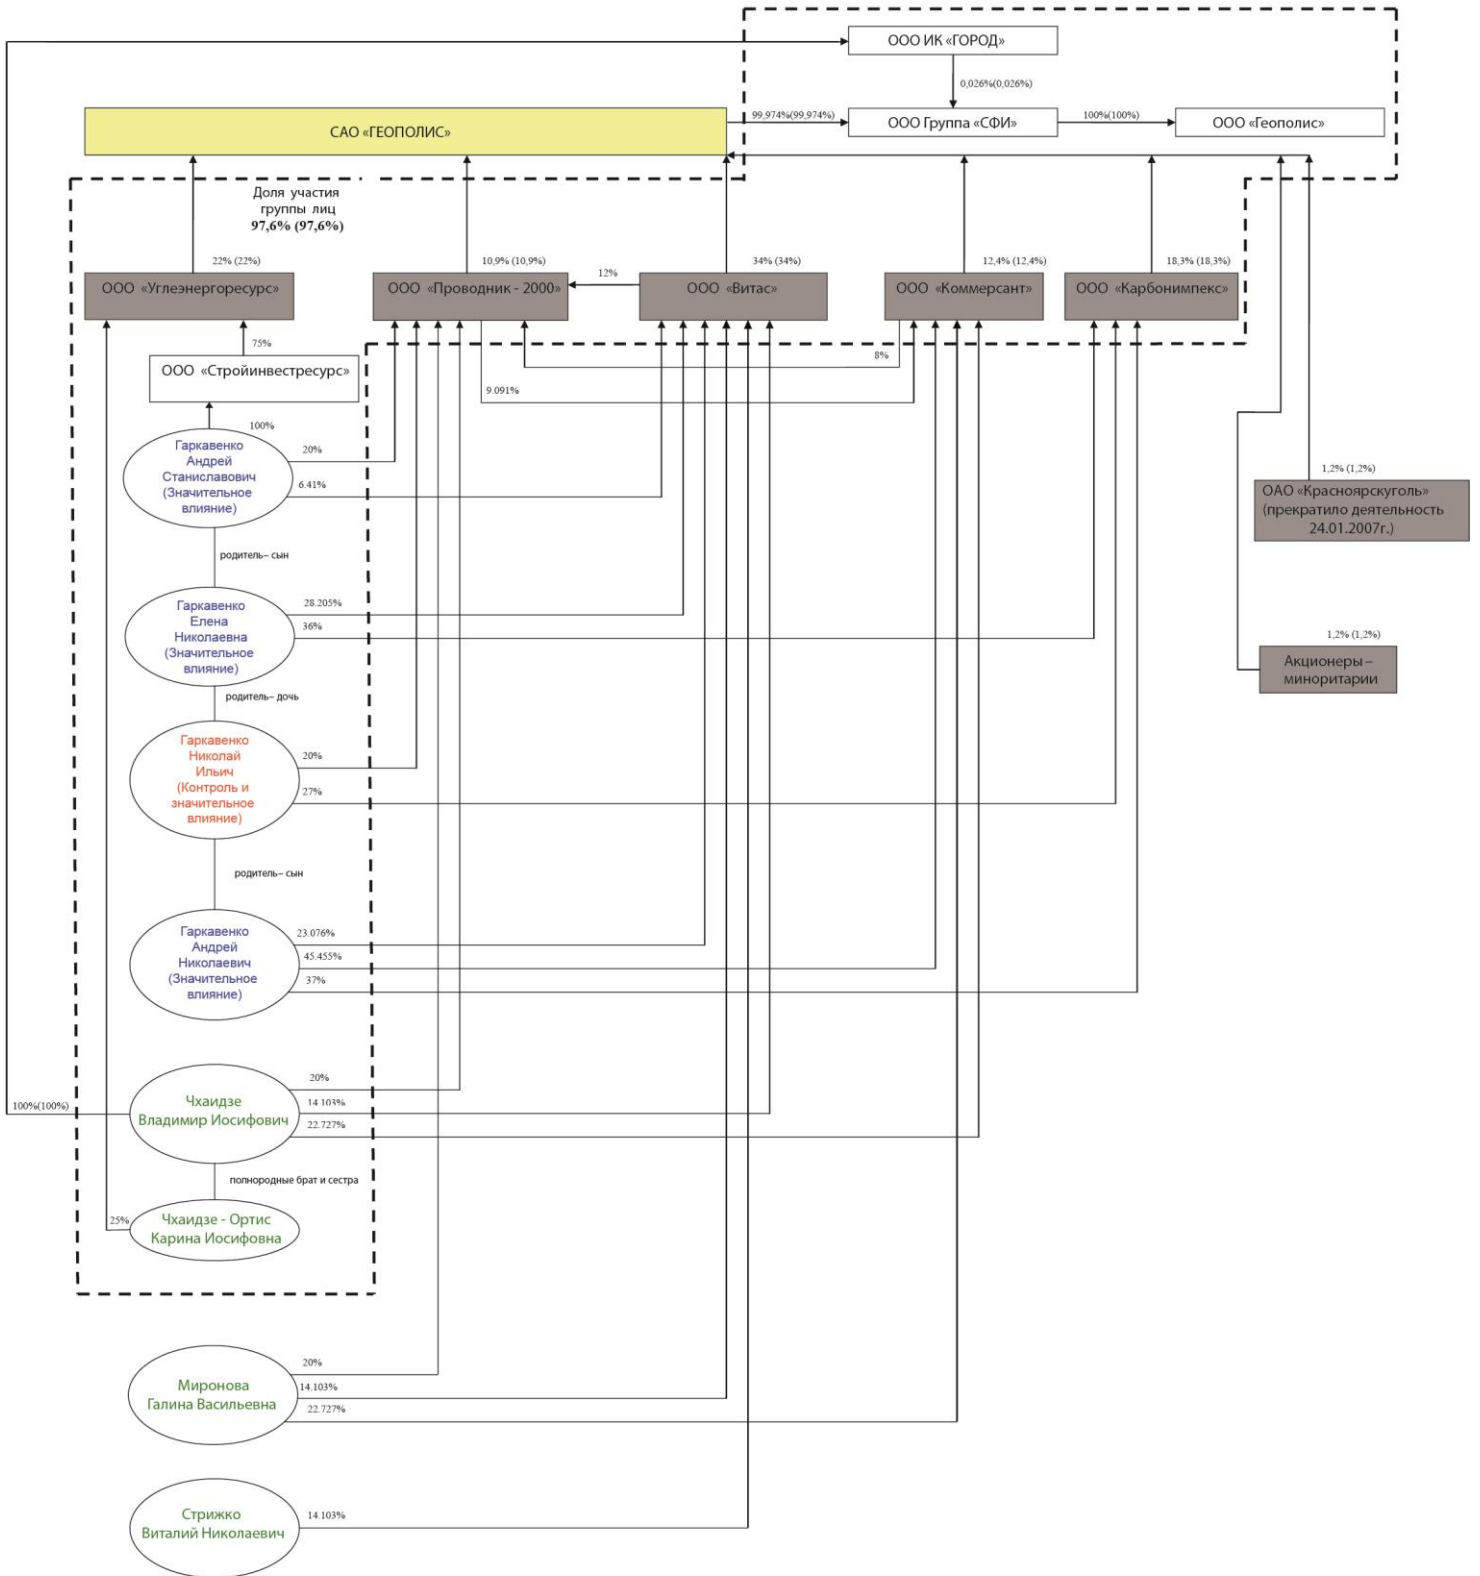 ООО ИК «ГОРОД»
0,026%(0,026%)
САО «ГЕОПОЛИС»
99,974%(99,974%)
ООО Группа «СФИ»
100%(100%)
ООО «Геополис»
Доля участия
группы лиц
97,6% (97,6%)
22% (22%)
10,9% (10,9%)
34% (34%)
12,4% (12,4%)
18,3% (18,3%)
ООО «Углеэнергоресурс»
ООО «Проводник - 2000»
12%
ООО «Витас»
ООО «Коммерсант»
ООО «Карбонимпекс»
75%
8%
ООО «Стройинвестресурс»
9.091%
100%
Гаркавенко
Андрей
Станиславович
(Значительное
влияние)
20%
6.41%
1,2% (1,2%)
ОАО «Красноярскуголь»
(прекратило деятельность
24.01.2007г.)
родитель– сын
Гаркавенко
Елена
Николаевна
(Значительное
влияние)
28.205%
36%
1,2% (1,2%)
Акционеры –
миноритарии
родитель– дочь
Гаркавенко
Николай
Ильич
(Контроль и
значительное
влияние)
20%
27%
родитель– сын
Гаркавенко
Андрей
Николаевич
(Значительное
влияние)
23.076%
45.455%
37%
100%(100%)
Чхаидзе
Владимир Иосифович
20%
14.103%
22.727%
полнородные брат и сестра
25%
Чхаидзе - Ортис
Карина Иосифовна
Миронова
Галина Васильевна
20%
14.103%
22.727%
Стрижко
Виталий Николаевич
14.103%